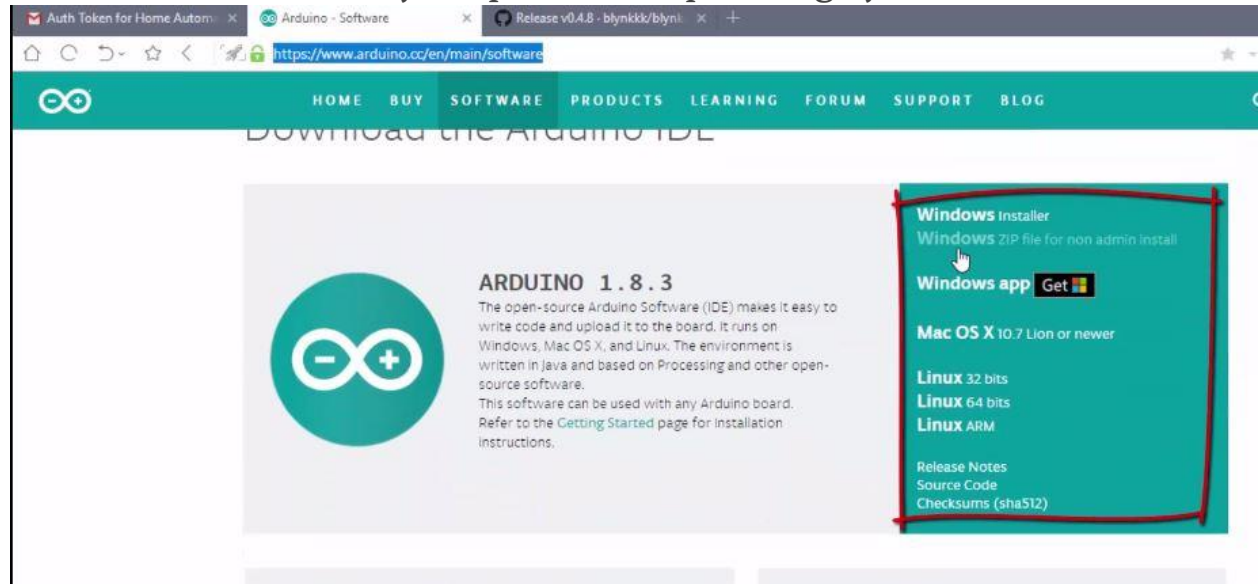 Auth Token for Home Autom
Arduino - Software
Release v0.4.8 · blynkkk/blynk
https://www.arduino.cc/en/main/software
HOME BUY SOFTWARE PRODUCTS LEARNING FORUM SUPPORT BLOG
Download the Arduino IDE
ARDUINO 1.8.3
The open-source Arduino Software (IDE) makes it easy to
write code and upload it to the board. It runs on
Windows, Mac OS X, and Linux. The environment is
written in Java and based on Processing and other open-
source software.
This software can be used with any Arduino board.
Refer to the Getting Started page for Installation
instructions.
Windows Installer
Windows ZIP file for non admin install
Windows app Get
Mac OS X 10.7 Lion or newer
Linux 32 bits
Linux 64 bits
Linux ARM
Release Notes
Source Code
Checksums (sha512)